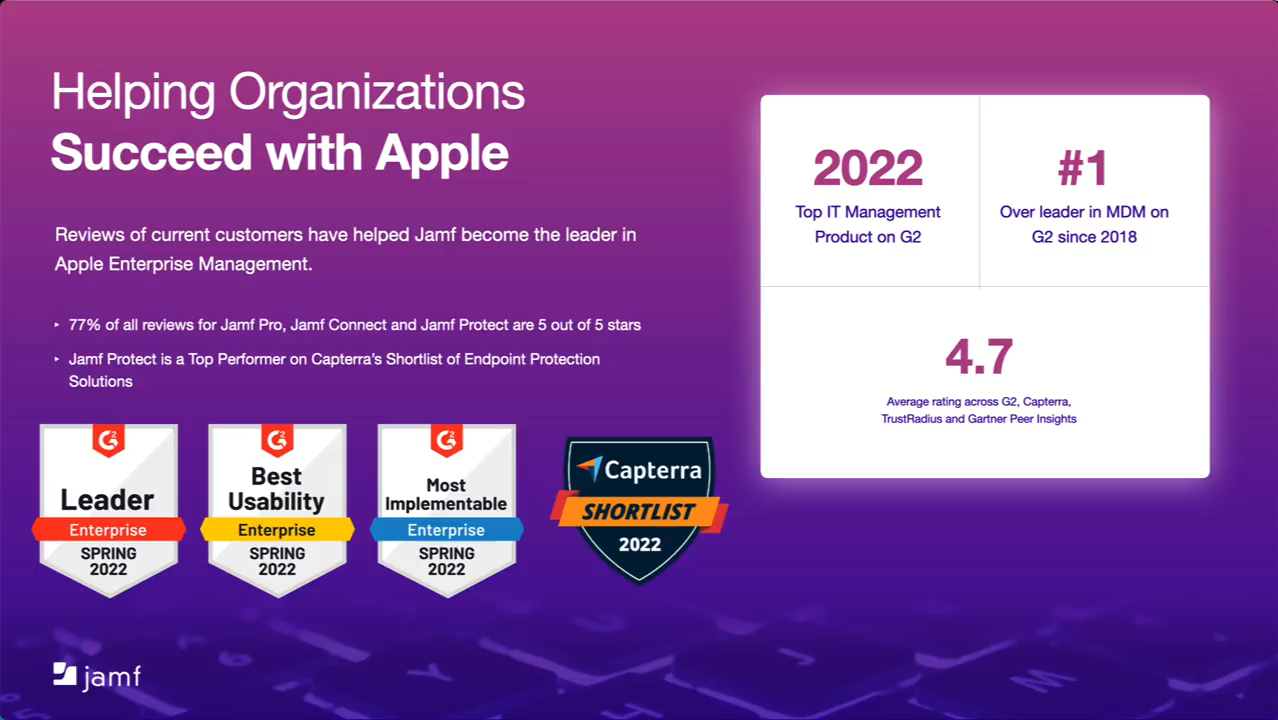 Helping Organizations
Succeed with Apple
Reviews of current customers have helped Jamf become the leader in
Apple Enterprise Management.
‣ 77% of all reviews for Jamf Pro, Jamf Connect and Jamf Protect are 5 out of 5 stars
‣ Jamf Protect is a Top Performer on Capterra's Shortlist of Endpoint Protection
Solutions
2022
Top IT Management
Product on G2
#1
Over leader in MDM on
G2 since 2018
4.7
Average rating across G2, Capterra,
TrustRadius and Gartner Peer Insights
G2
Leader
Enterprise
SPRING
2022
G2
Best
Usability
Enterprise
SPRING
2022
G2
Most
Implementable
Enterprise
SPRING
2022
Capterra
SHORTLIST
2022
jamf